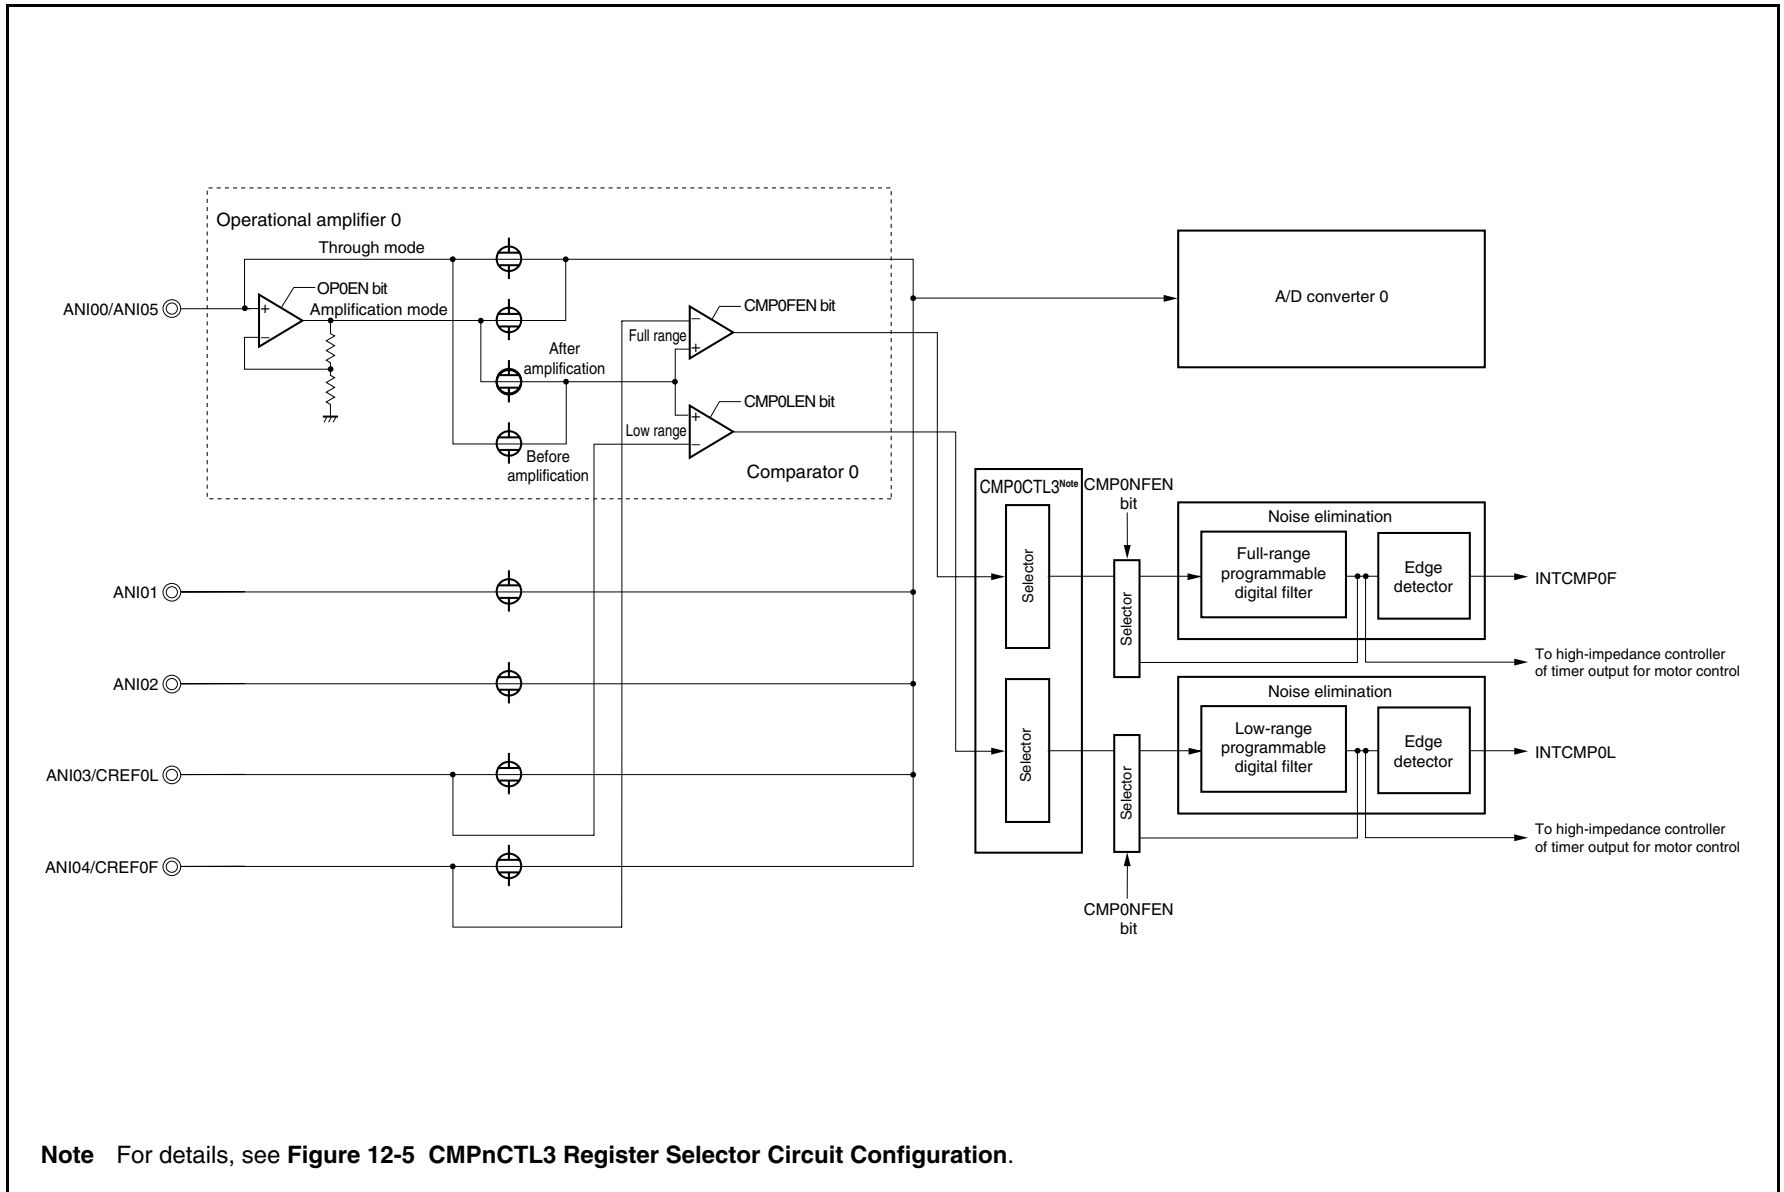 Operational amplifier 0
Through mode
OP0EN bit
Amplification mode
ANI00/ANI05
+
−
After
amplification
Before
amplification
CMP0FEN bit
Full range
−
+
CMP0LEN bit
Low range
+
−
Comparator 0
A/D converter 0
ANI01
ANI02
ANI03/CREF0L
ANI04/CREF0F
CMP0CTL3Note
Selector
Selector
CMP0NFEN
bit
Selector
Noise elimination
Full-range
programmable
digital filter
Edge
detector
INTCMP0F
To high-impedance controller
of timer output for motor control
Selector
Noise elimination
Low-range
programmable
digital filter
Edge
detector
INTCMP0L
To high-impedance controller
of timer output for motor control
CMP0NFEN
bit
Note For details, see Figure 12-5 CMPnCTL3 Register Selector Circuit Configuration.